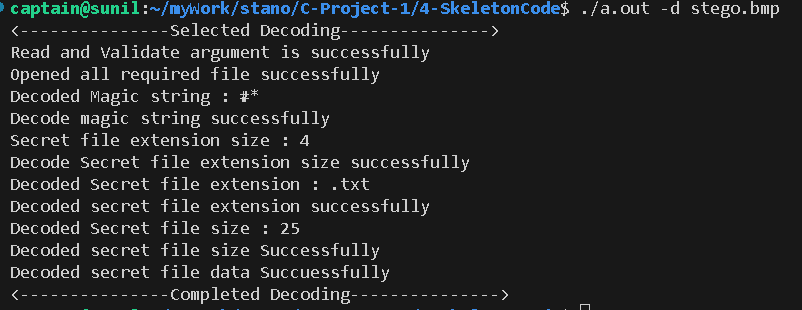 captain@sunil:~/myWork/stano/C-Project-1/4-SkeletonCode$ ./a.out -d stego.bmp
<---------------Selected Decoding--------------->
Read and Validate argument is successfully
Opened all required file successfully
Decoded Magic string : #*
Decode magic string successfully
Secret file extension size : 4
Decode Secret file extension size successfully
Decoded Secret file extension : .txt
Decoded secret file extension successfully
Decoded Secret file size : 25
Decoded secret file size Successfully
Decoded secret file data Succuessfully
<---------------Completed Decoding--------------->